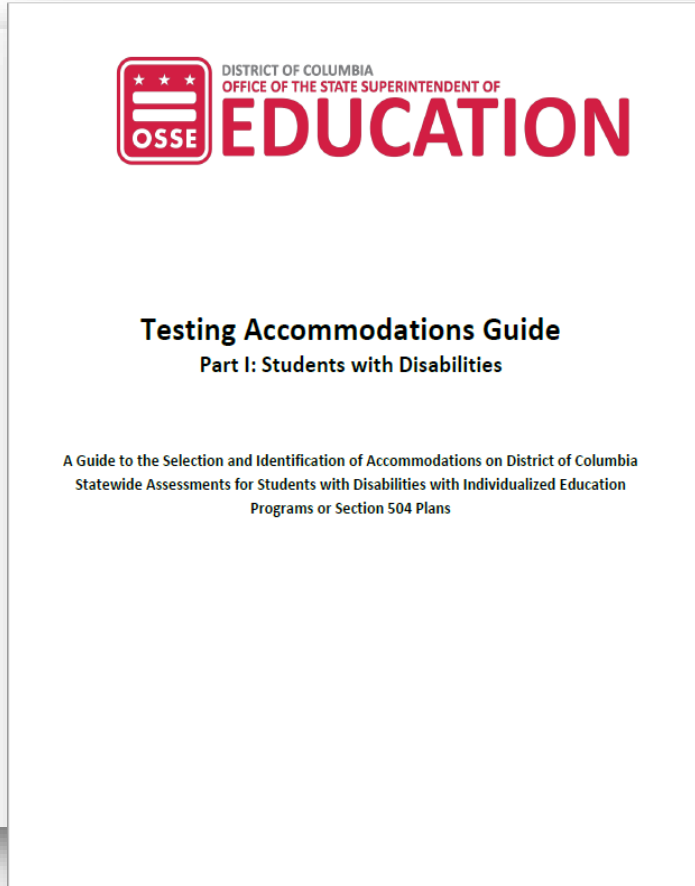 OSSE
DISTRICT OF COLUMBIA
OFFICE OF THE STATE SUPERINTENDENT OF
EDUCATION
Testing Accommodations Guide
Part I: Students with Disabilities
A Guide to the Selection and Identification of Accommodations on District of Columbia
Statewide Assessments for Students with Disabilities with Individualized Education
Programs or Section 504 Plans